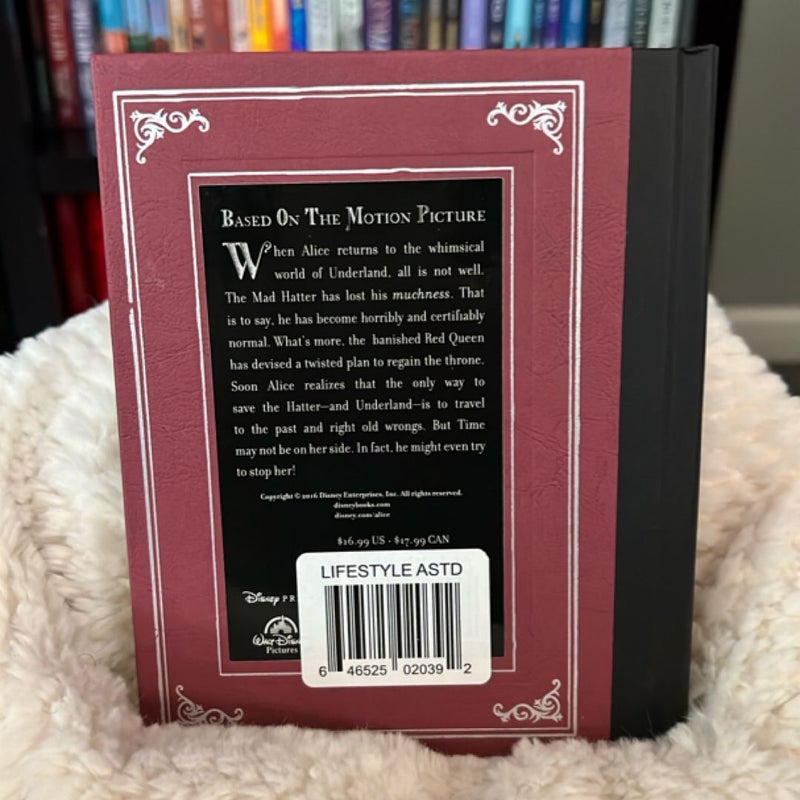 BASED ON THE MOTION PICTURE
When Alice returns to the whimsical
world of Underland, all is not well.
The Mad Hatter has lost his muchness. That
is to say, he has become horribly and certifiably
normal. What's more, the banished Red Queen
has devised a twisted plan to regain the throne.
Soon Alice realizes that the only way to
save the Hatter—and Underland—is to travel
to the past and right old wrongs. But Time
may not be on her side. In fact, he might even try
to stop her!
Copyright © 2016 Disney Enterprises, Inc. All rights reserved.
disneybooks.com
disney.com/alice
$16.99 US - $17.99 CAN
LIFESTYLE ASTD
6 46525 02039 2
Disney PR
WALT DISN
Pictures